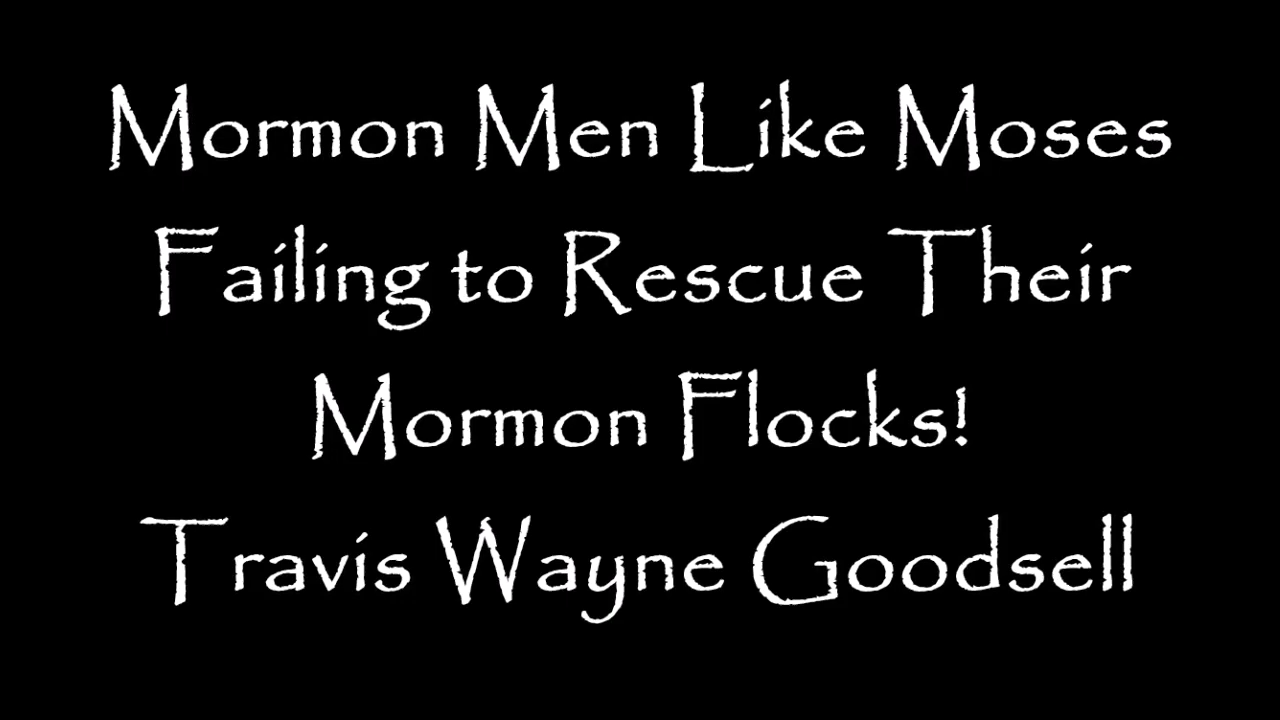 Mormon Men Like Moses
Failing to Rescue Their
Mormon Flocks!
Travis Wayne Goodsell